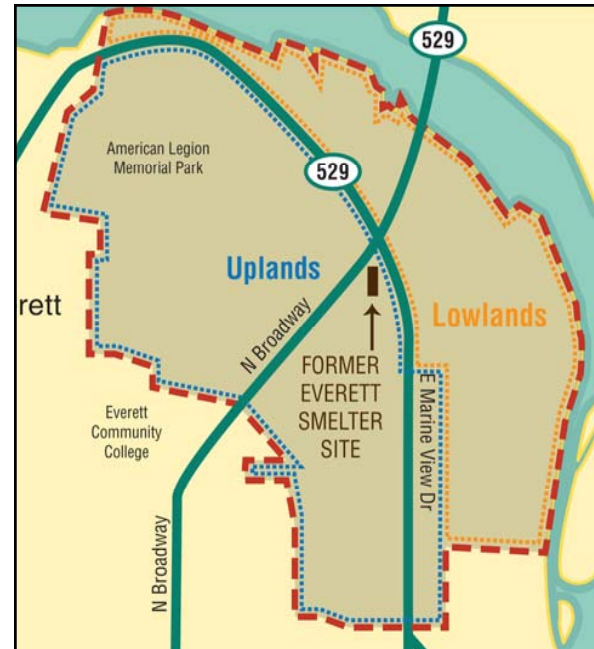 529
American Legion
Memorial Park
529
Uplands
rett
Lowlands
N Broadway
FORMER
EVERETT
SMELTER
SITE
E Marine View Dr
Everett
Community
College
N Broadway